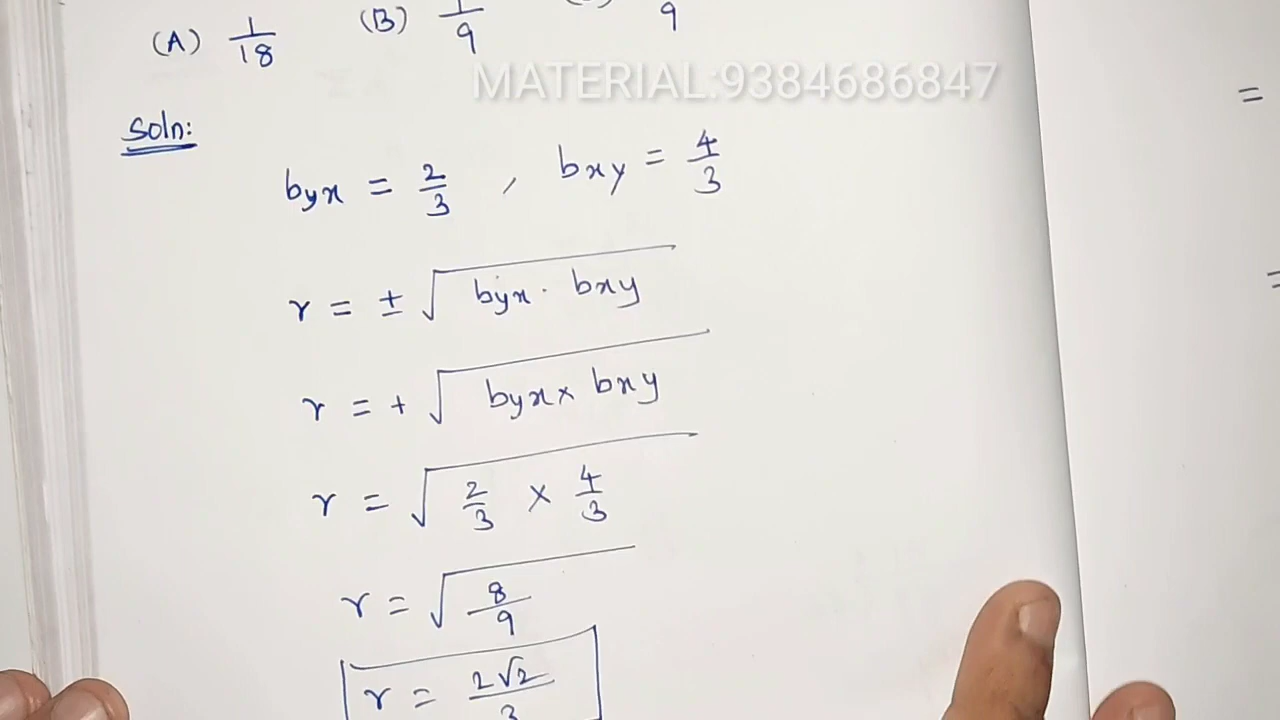 (A) 1/18 (B) 1/9 9
MATERIAL:9384686847
Soln:
byx = 2/3 , bxy = 4/3
r = ± √(byx · bxy)
r = + √(byx × bxy)
r = √(2/3 × 4/3)
r = √(8/9)
r = 2√2/3
=
=